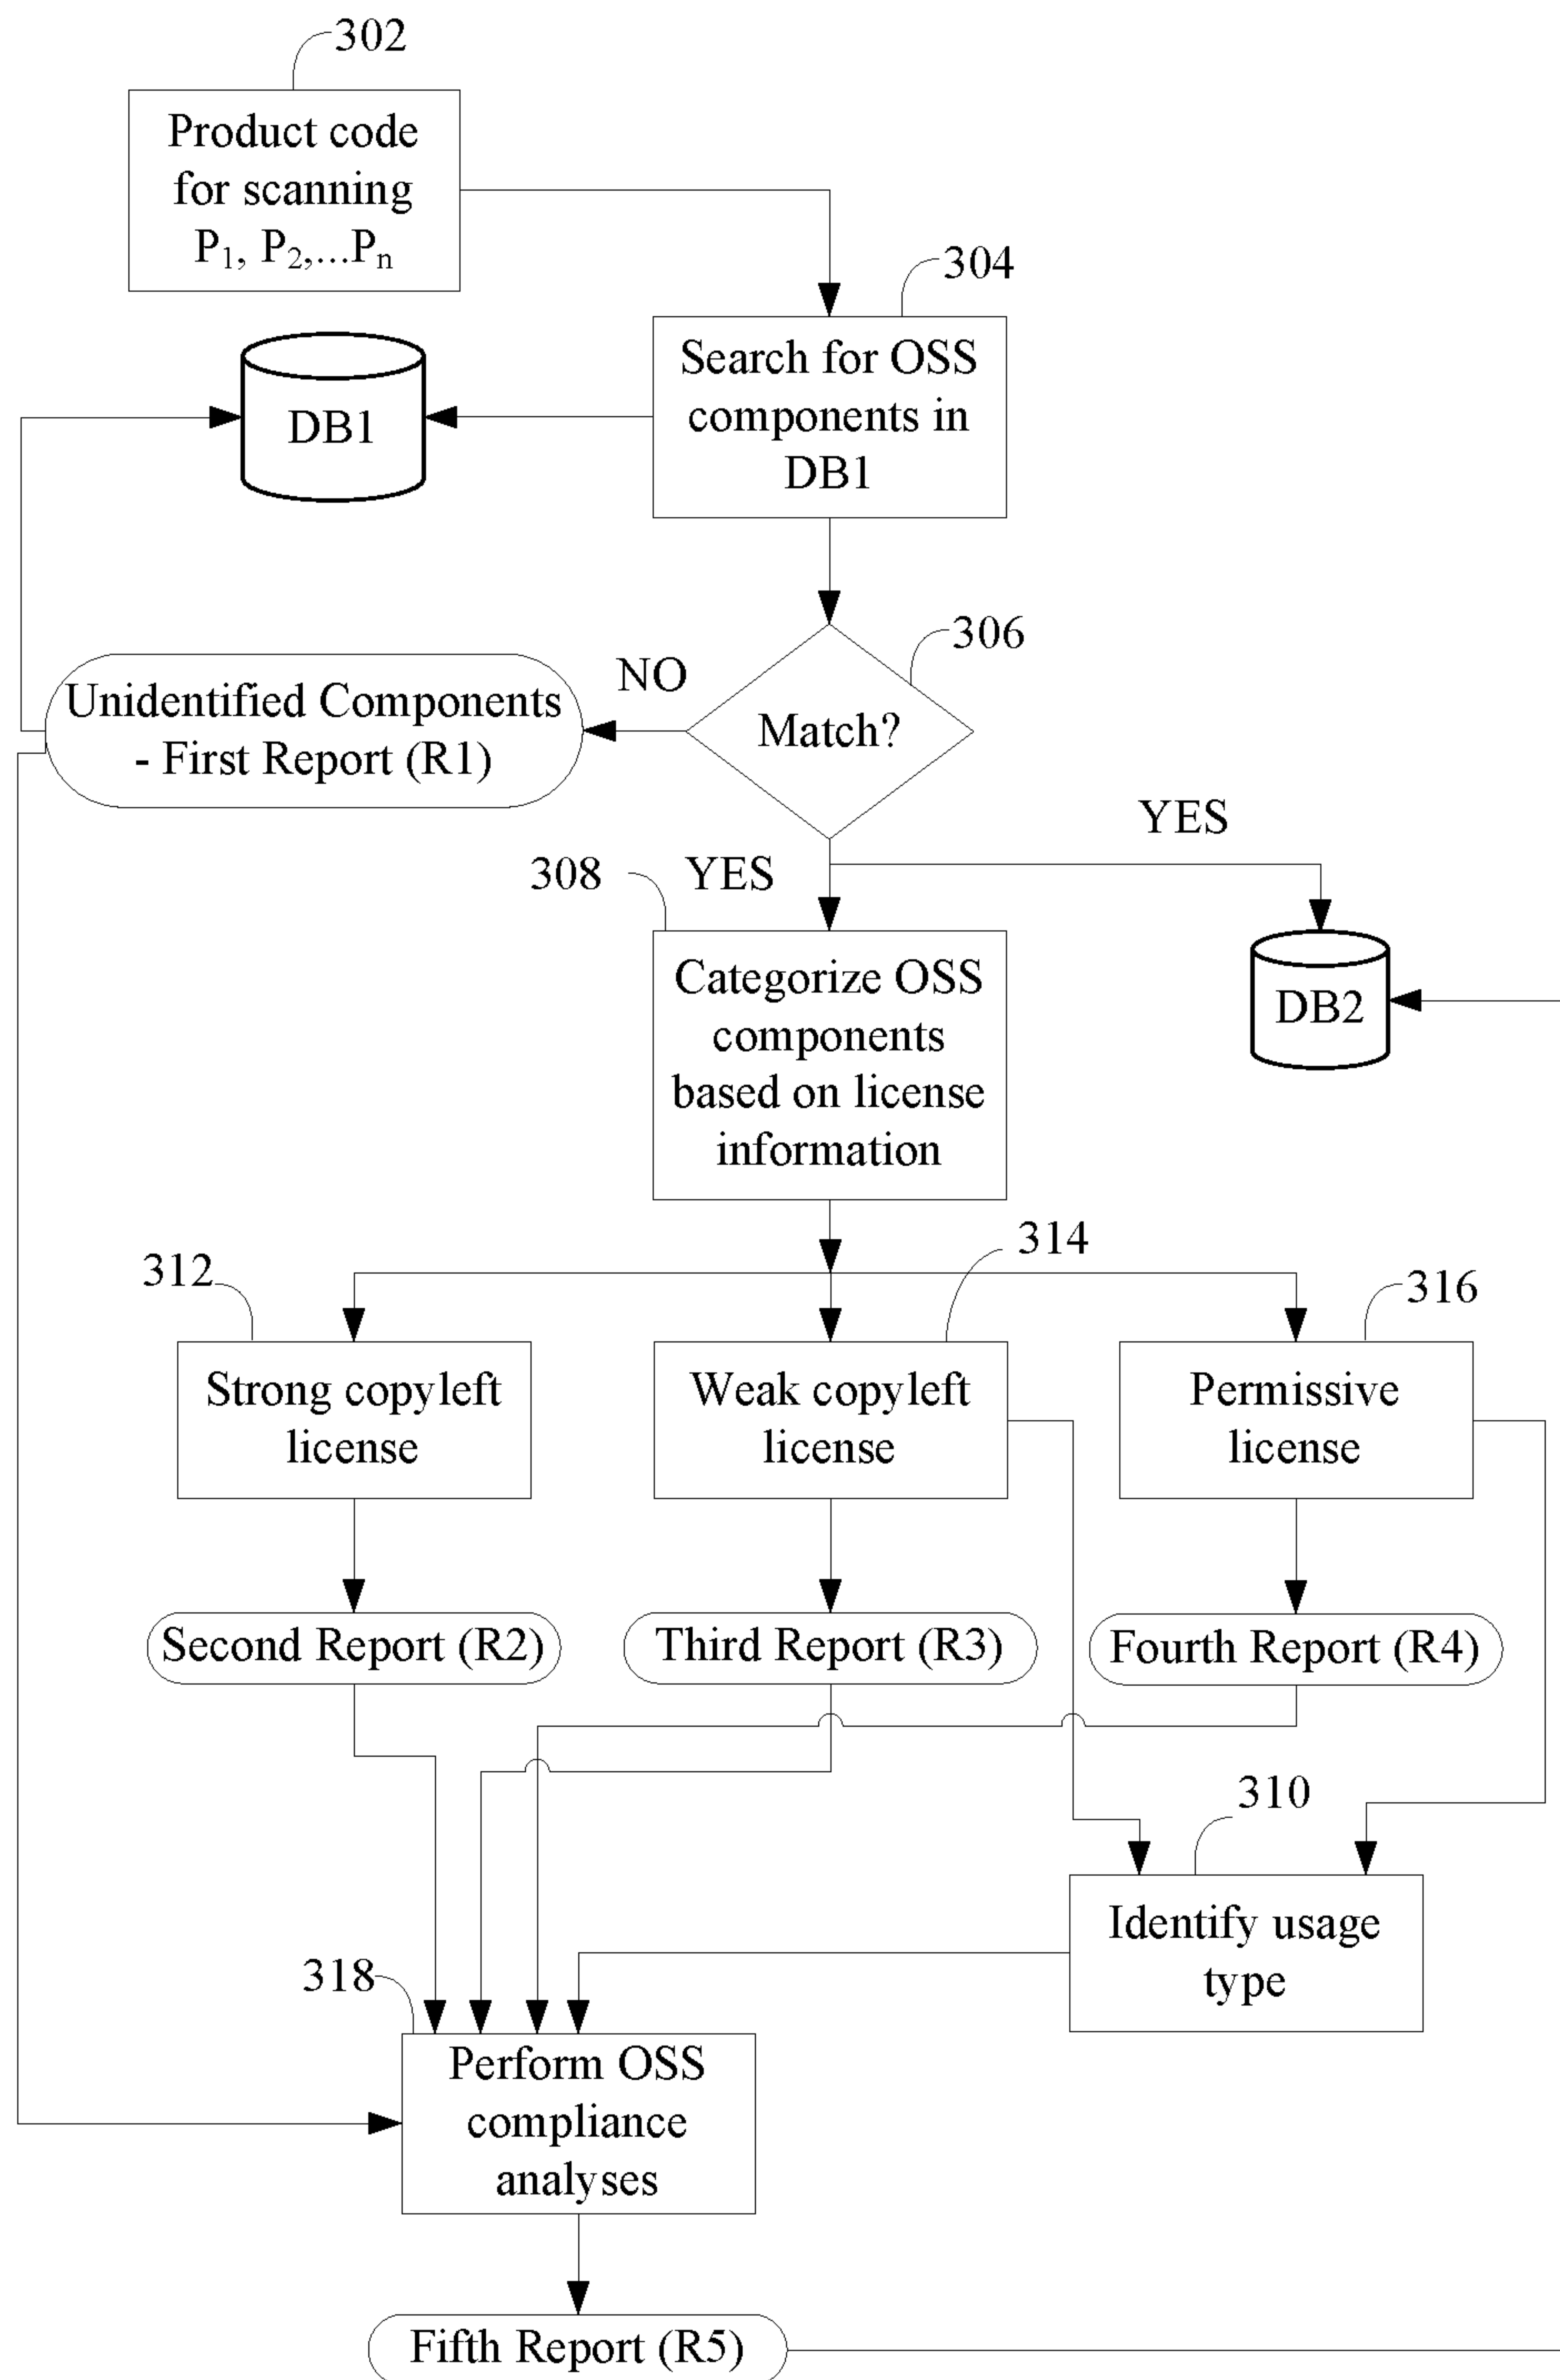 302
Product code
for scanning
P1, P2,...Pn
304
Search for OSS
components in
DB1
DB1
306
NO
Match?
Unidentified Components
- First Report (R1)
YES
308
YES
Categorize OSS
components
based on license
information
DB2
314
312
316
Strong copyleft
license
Weak copyleft
license
Permissive
license
Second Report (R2)
Third Report (R3)
Fourth Report (R4)
310
Identify usage
type
318
Perform OSS
compliance
analyses
Fifth Report (R5)